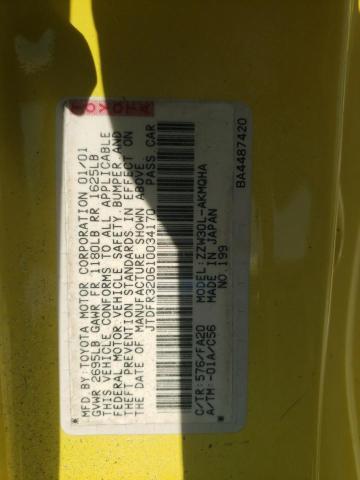 TOYOTA
MFD.BY:TOYOTA MOTOR CORPORATION 01/01
GVWR 2695LB GAWR FR 1180LB RR 1625LB
THIS VEHICLE CONFORMS TO ALL APPLICABLE
FEDERAL MOTOR VEHICLE SAFETY, BUMPER AND
THEFT PREVENTION STANDARDS IN EFFECT ON
THE DATE OF MANUFACTURE SHOWN ABOVE.
JTDFR320610034170 PASS CAR
C/TR:576/FA20 MODEL:ZZW30L-AKMQHA
A/TM -01A/C56 MADE IN JAPAN
NO.199
BA4487420